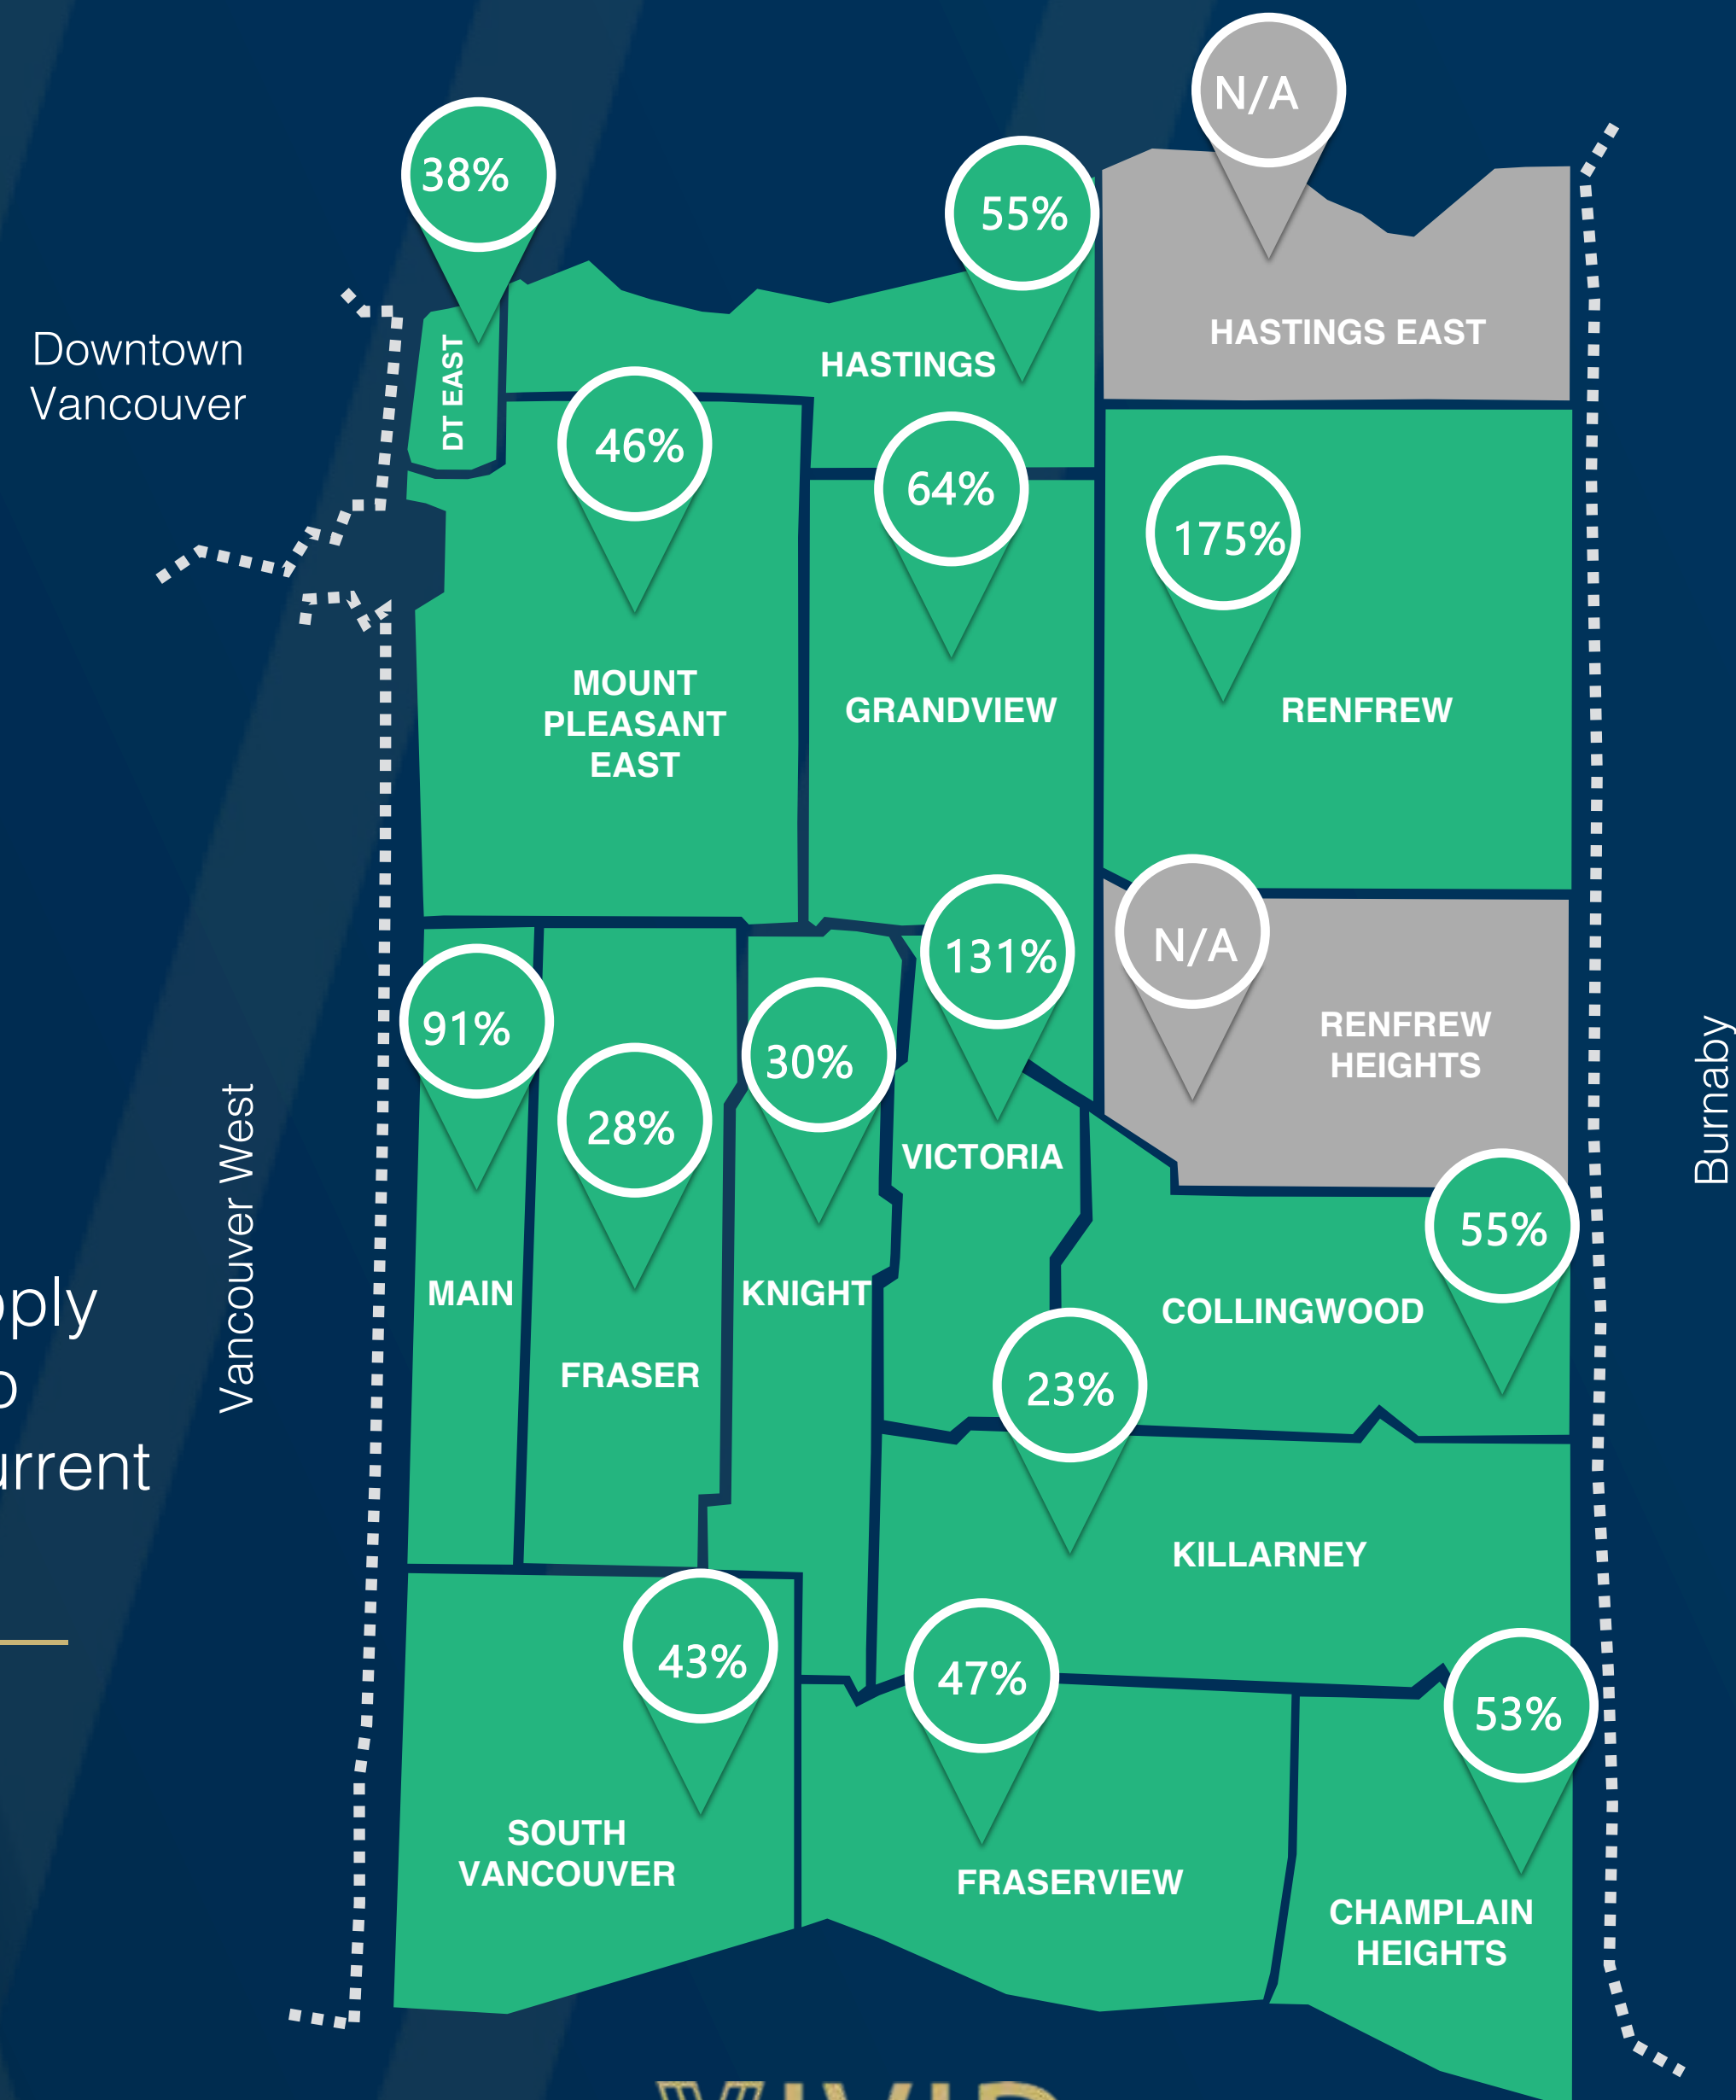 N/A
38%
55%
HASTINGS EAST
Downtown
Vancouver
DT EAST
HASTINGS
46%
64%
175%
MOUNT
PLEASANT
EAST
GRANDVIEW
RENFREW
131%
N/A
91%
30%
28%
RENFREW
HEIGHTS
Burnaby
Vancouver West
VICTORIA
55%
MAIN
KNIGHT
COLLINGWOOD
FRASER
23%
KILLARNEY
43%
47%
53%
SOUTH
VANCOUVER
FRASERVIEW
CHAMPLAIN
HEIGHTS